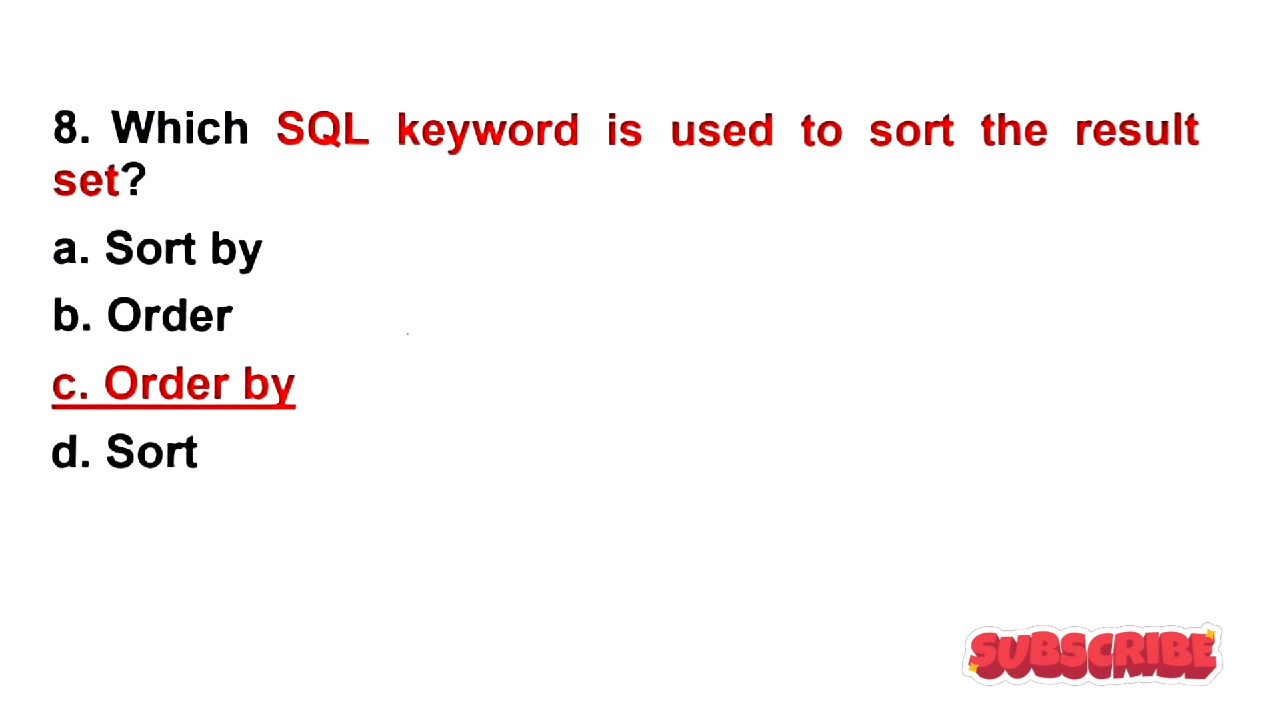 8. Which SQL keyword is used to sort the result
set?
a. Sort by
b. Order
c. Order by
d. Sort
SUBSCRIBE